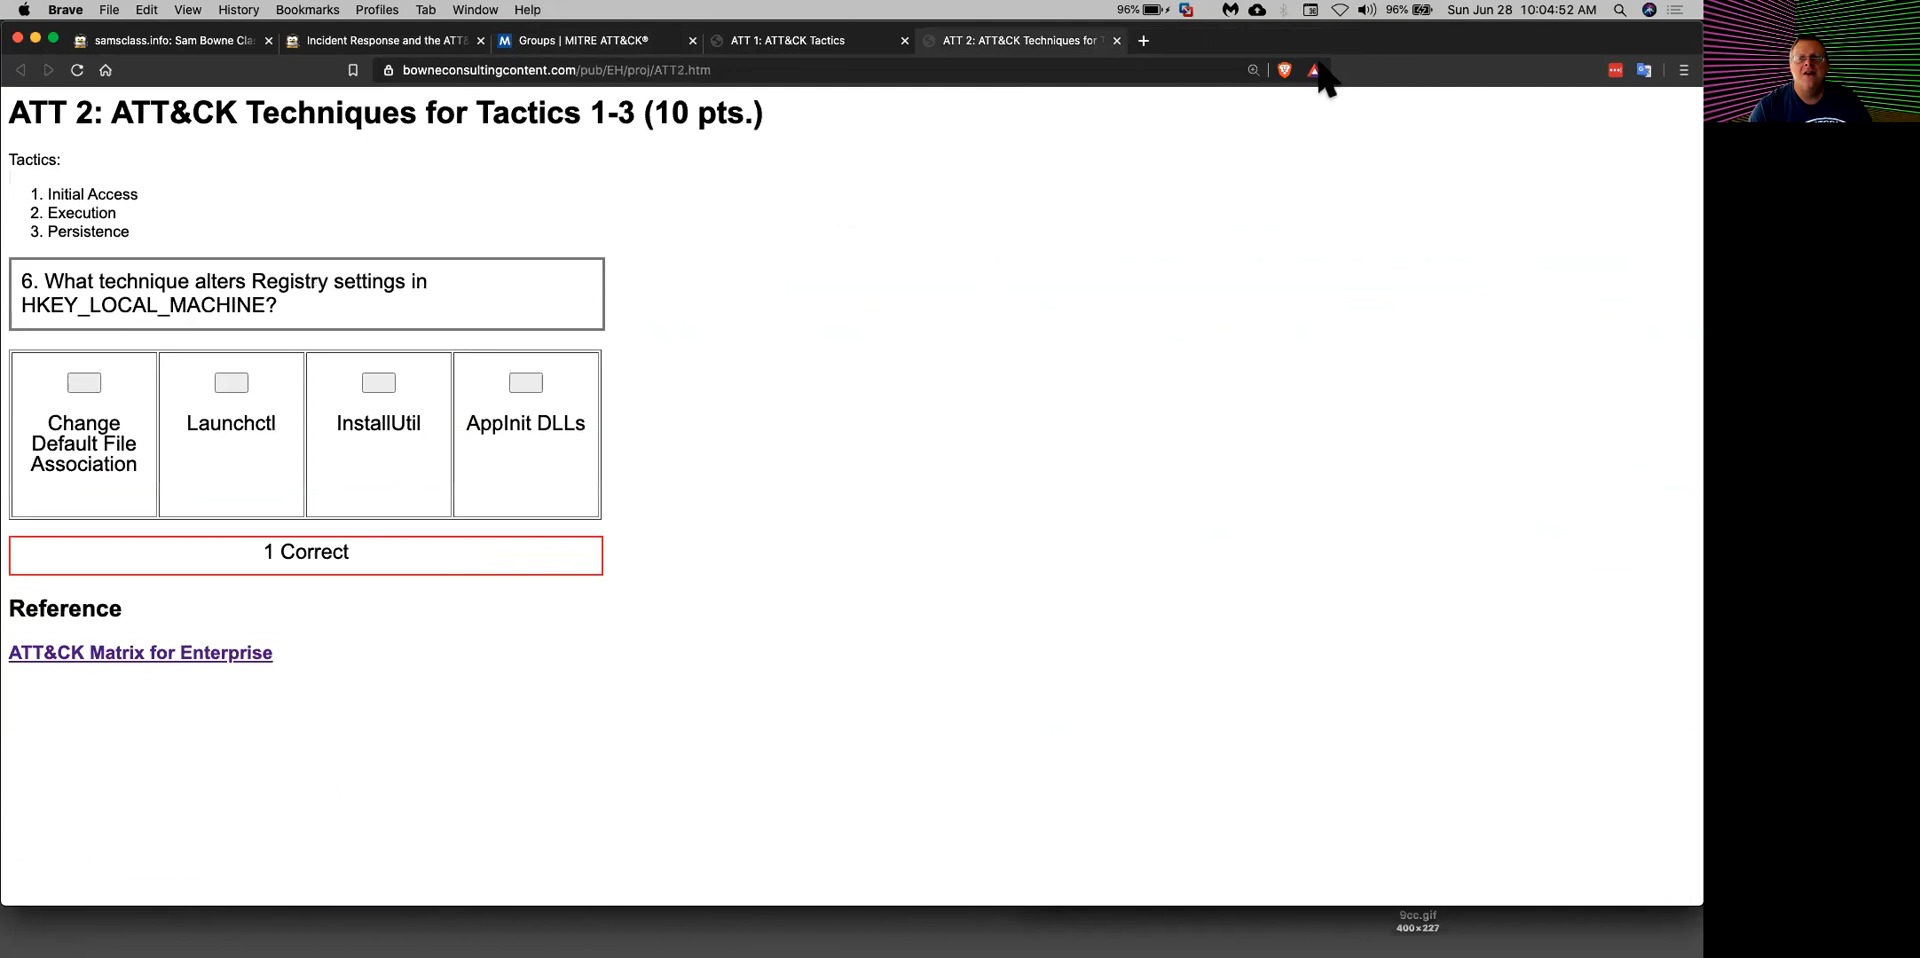 Brave File Edit View History Bookmarks Profiles Tab Window Help 96% 96% Sun Jun 28 10:04:52 AM
samsclass.info: Sam Bowne Cla Incident Response and the ATT& M Groups | MITRE ATT&CK® ATT 1: ATT&CK Tactics ATT 2: ATT&CK Techniques for
bowneconsultingcontent.com/pub/EH/proj/ATT2.htm
ATT 2: ATT&CK Techniques for Tactics 1-3 (10 pts.)
Tactics:
1. Initial Access
2. Execution
3. Persistence
6. What technique alters Registry settings in
HKEY_LOCAL_MACHINE?
Change
Default File
Association
Launchctl
InstallUtil
AppInit DLLs
1 Correct
Reference
ATT&CK Matrix for Enterprise
9cc.gif
400×227